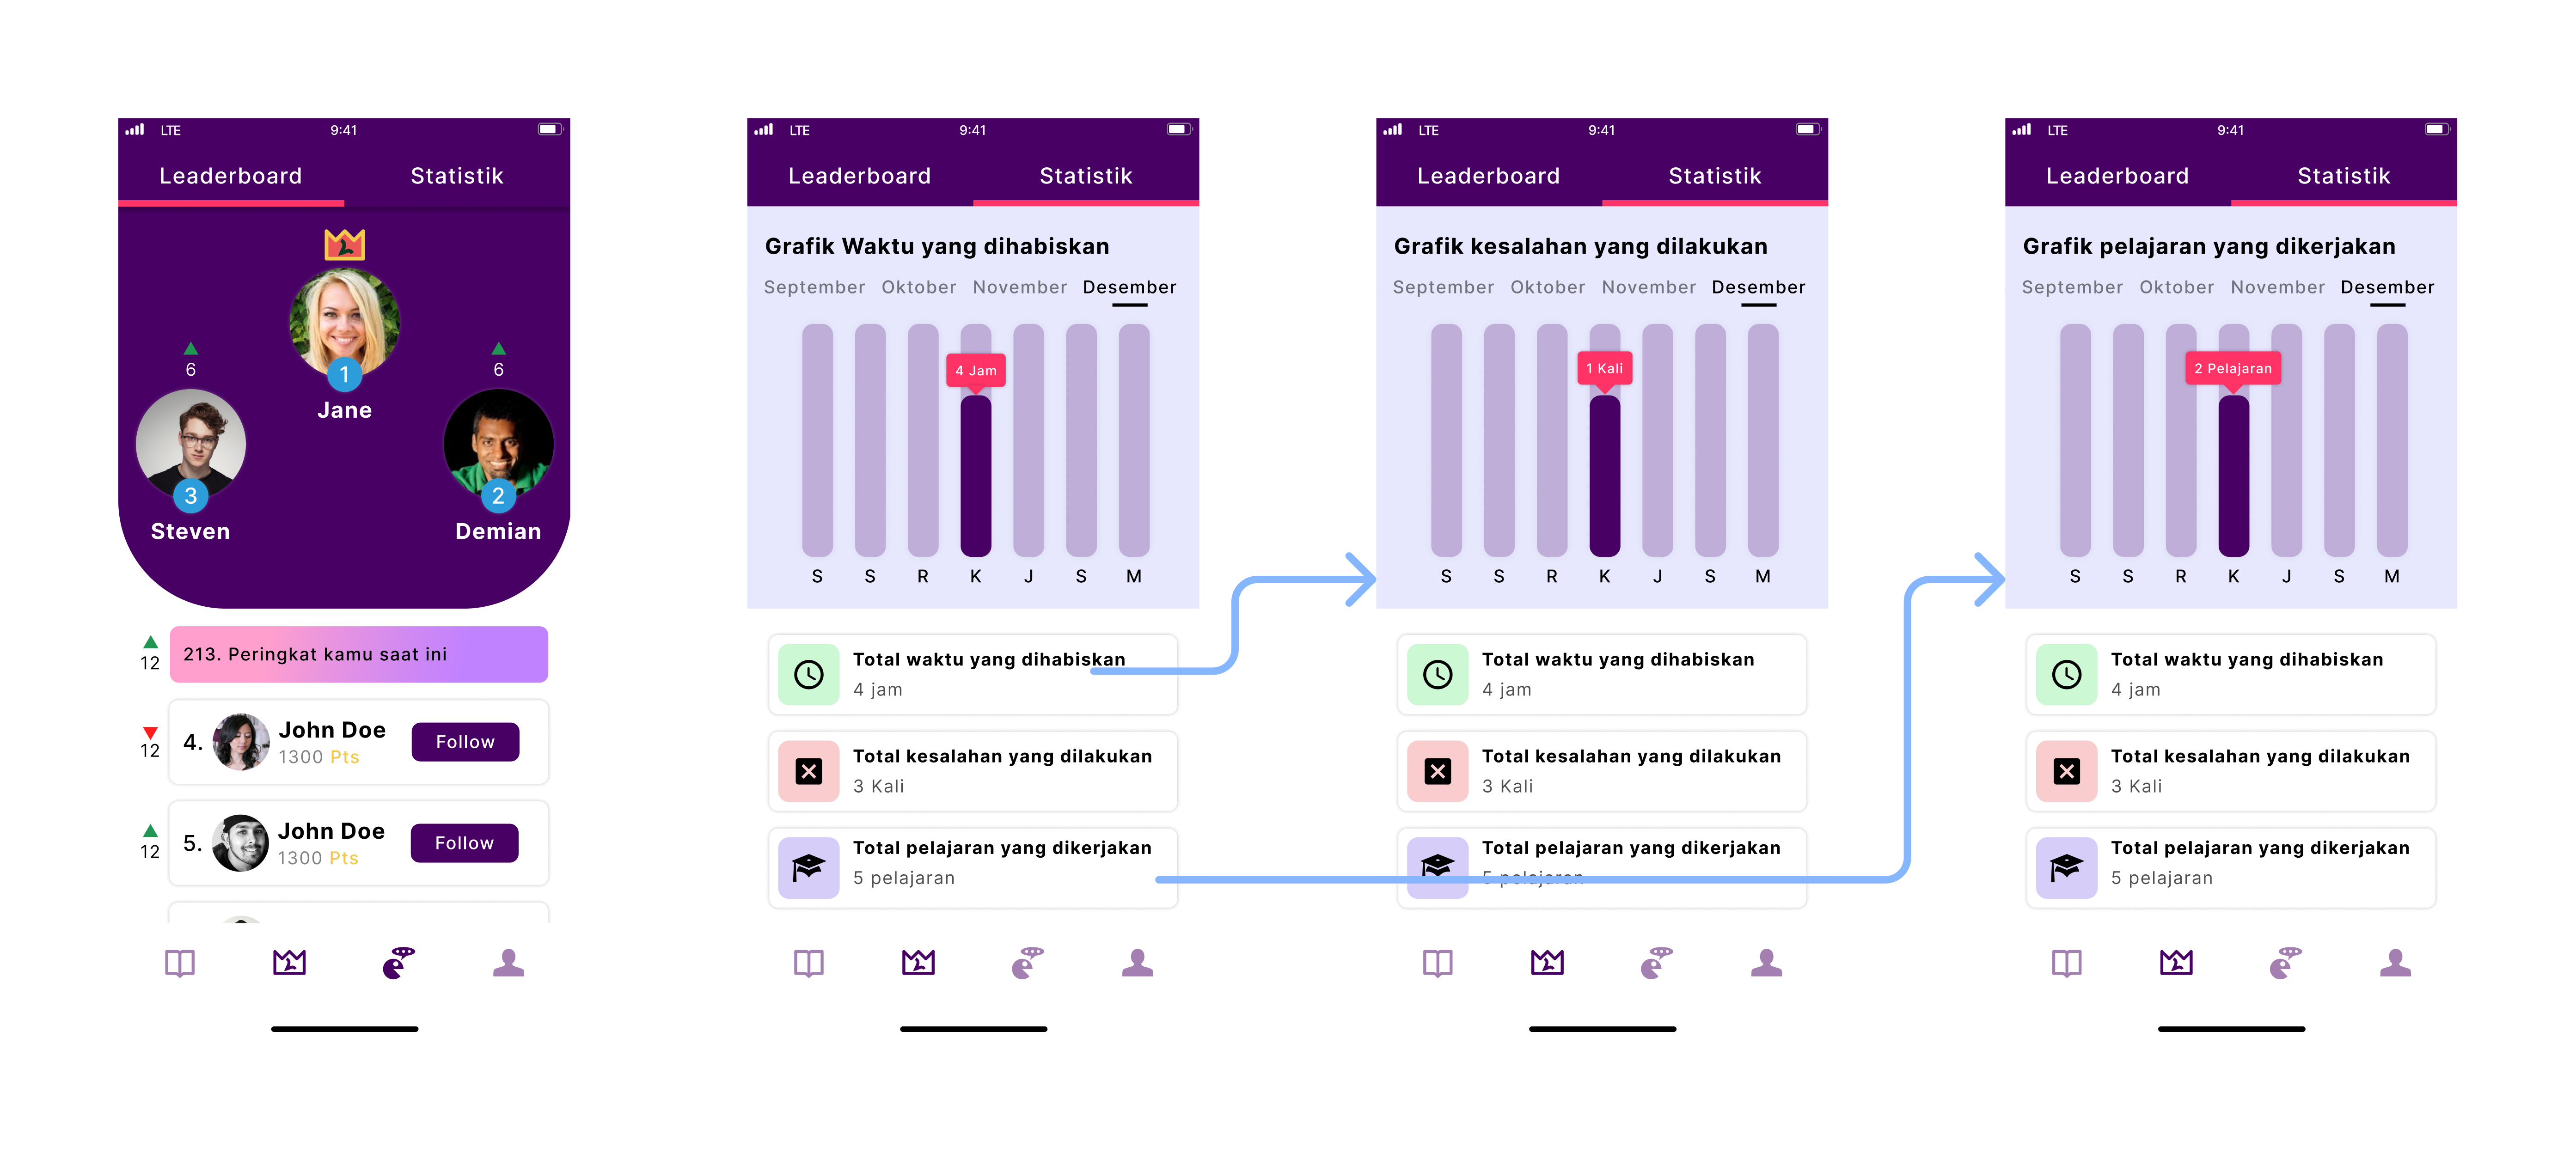 LTE 9:41
Leaderboard Statistik
6
6
1
Jane
3
2
Steven
Demian
12
213. Peringkat kamu saat ini
12
4. John Doe
1300 Pts
Follow
12
5. John Doe
1300 Pts
Follow
LTE 9:41
Leaderboard Statistik
Grafik Waktu yang dihabiskan
September Oktober November Desember
4 Jam
S S R K J S M
Total waktu yang dihabiskan
4 jam
Total kesalahan yang dilakukan
3 Kali
Total pelajaran yang dikerjakan
5 pelajaran
LTE 9:41
Leaderboard Statistik
Grafik kesalahan yang dilakukan
September Oktober November Desember
1 Kali
S S R K J S M
Total waktu yang dihabiskan
4 jam
Total kesalahan yang dilakukan
3 Kali
Total pelajaran yang dikerjakan
5 pelajaran
LTE 9:41
Leaderboard Statistik
Grafik pelajaran yang dikerjakan
September Oktober November Desember
2 Pelajaran
S S R K J S M
Total waktu yang dihabiskan
4 jam
Total kesalahan yang dilakukan
3 Kali
Total pelajaran yang dikerjakan
5 pelajaran